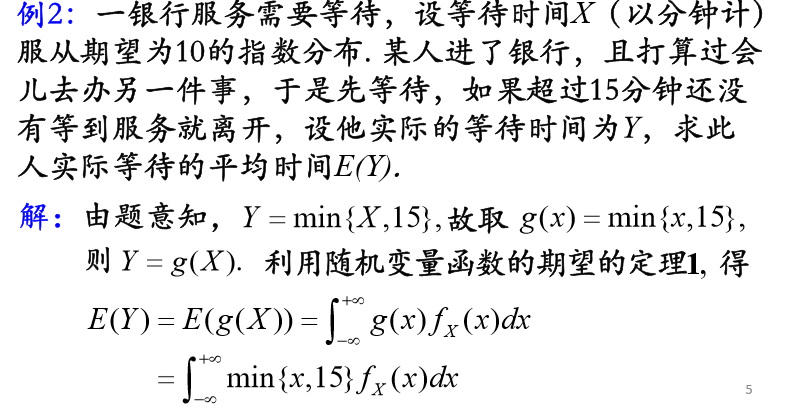 例2：一银行服务需要等待，设等待时间X（以分钟计）
服从期望为10的指数分布. 某人进了银行，且打算过会
儿去办另一件事，于是先等待，如果超过15分钟还没
有等到服务就离开，设他实际的等待时间为Y，求此
人实际等待的平均时间E(Y).
解：由题意知，Y = min{X,15}, 故取 g(x) = min{x,15},
则 Y = g(X). 利用随机变量函数的期望的定理1, 得
E(Y) = E(g(X)) = ∫_{-∞}^{+∞} g(x) f_X(x)dx
= ∫_{-∞}^{+∞} min{x,15} f_X(x)dx
5